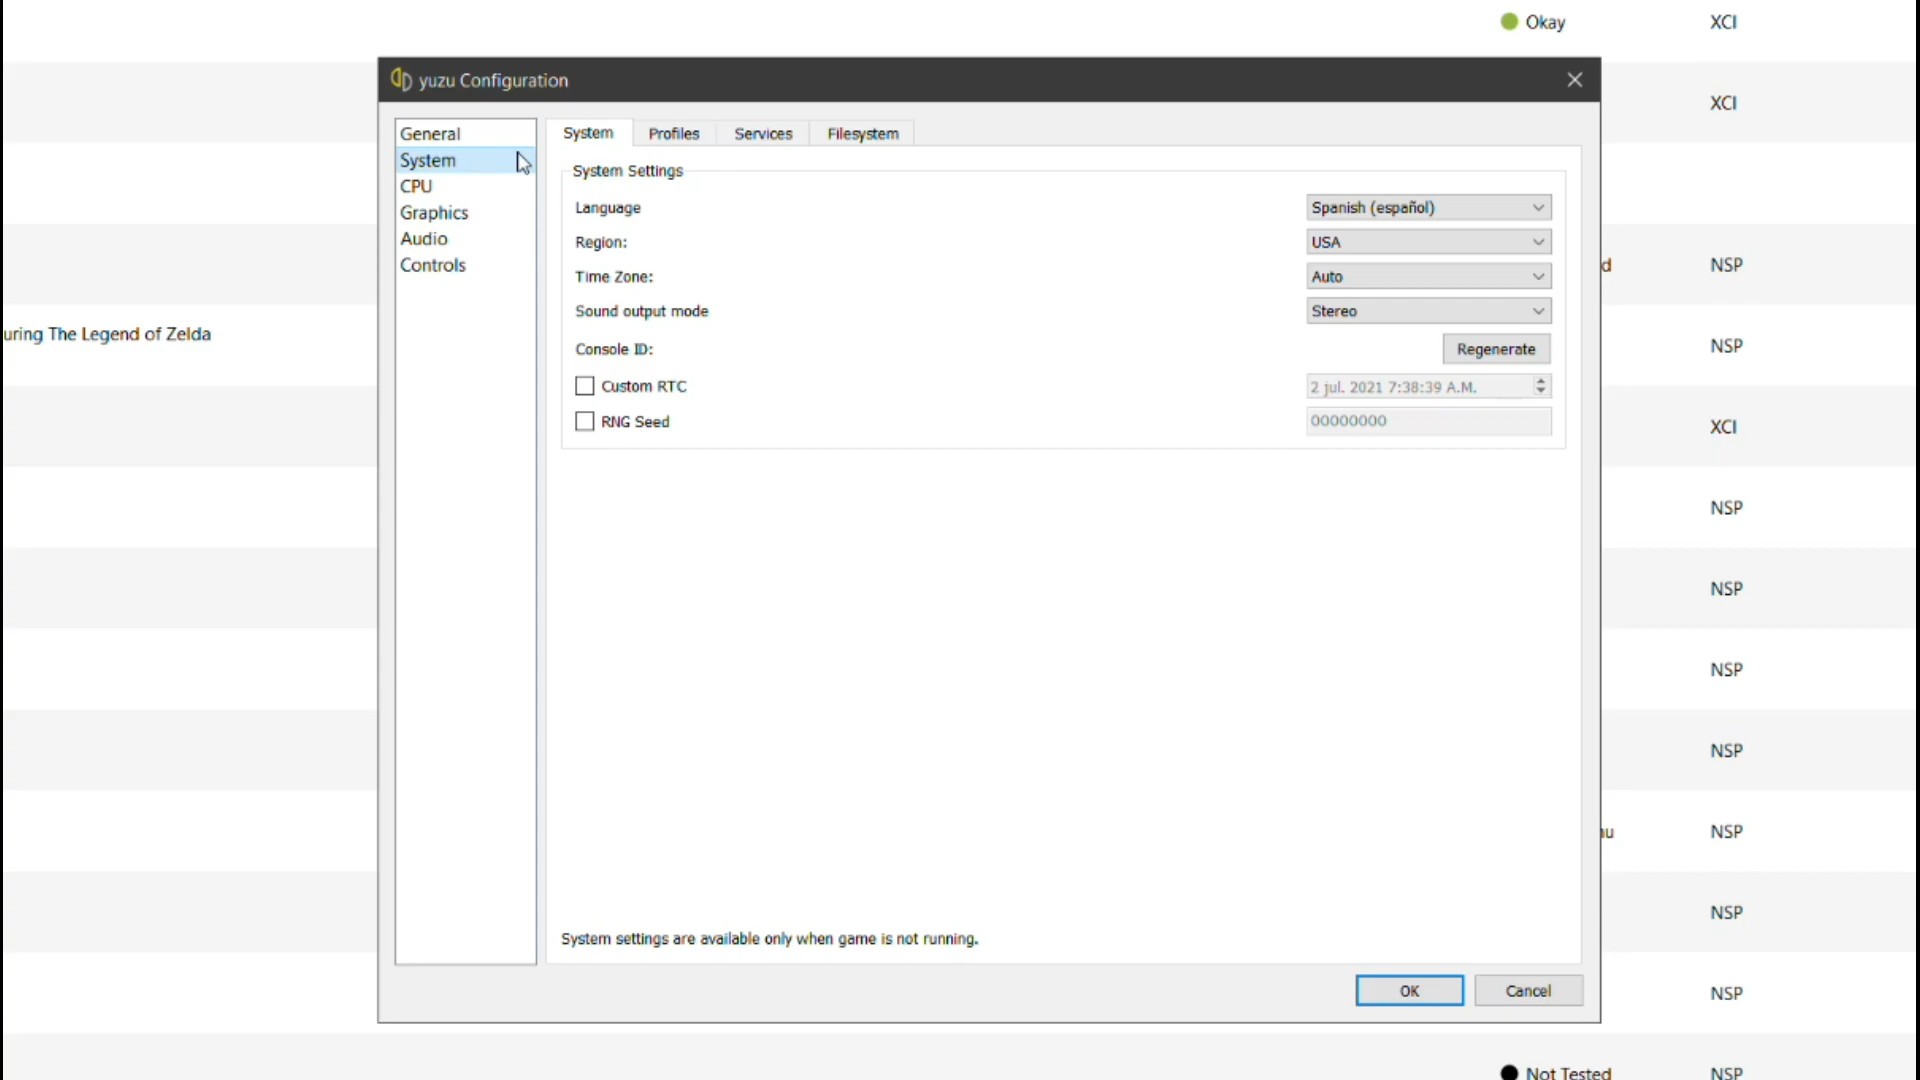 Okay XCI
yuzu Configuration
XCI
General
System
CPU
Graphics
Audio
Controls
System Profiles Services Filesystem
System Settings
Language Spanish (español)
Region: USA
Time Zone: Auto
Sound output mode Stereo
Console ID: Regenerate
Custom RTC 2 jul. 2021 7:38:39 A.M.
RNG Seed 00000000
System settings are available only when game is not running.
OK Cancel
uring The Legend of Zelda
d NSP
NSP
XCI
NSP
NSP
NSP
NSP
u NSP
NSP
NSP
Not Tested NSP